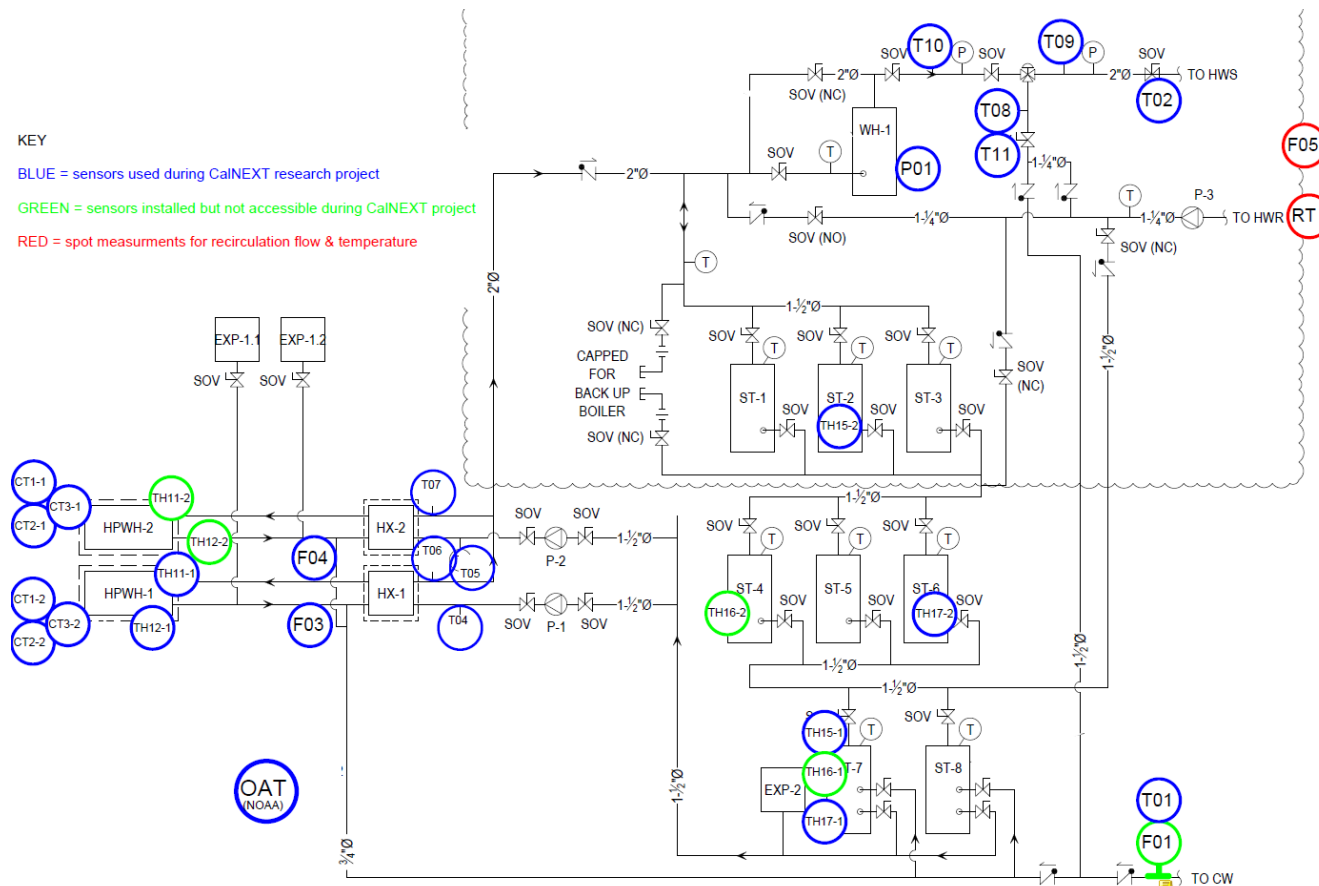 KEY
BLUE = sensors used during CalNEXT research project
GREEN = sensors installed but not accessible during CalNEXT project
RED = spot measurments for recirculation flow & temperature
SOV
T10
P
SOV
T09
P
2"Ø
2"Ø
TO HWS
SOV (NC)
T02
T08
WH-1
T11
F05
SOV
T
P01
1-¼"Ø
2"Ø
T
P-3
1-¼"Ø
1-¼"Ø
TO HWR
RT
SOV (NO)
SOV (NC)
T
2"Ø
1-½"Ø
EXP-1.1
EXP-1.2
SOV (NC)
SOV
SOV
SOV
T
T
T
CAPPED
FOR
BACK UP
BOILER
SOV
(NC)
1-½"Ø
SOV
SOV
ST-1
ST-2
ST-3
SOV
SOV
SOV
TH15-2
SOV (NC)
CT1-1
TH11-2
T07
CT3-1
1-½"Ø
CT2-1
HPWH-2
HX-2
SOV
SOV
SOV
SOV
SOV
TH12-2
1-½"Ø
T
T
T
F04
T06
P-2
T05
TH11-1
ST-4
ST-5
ST-6
CT1-2
HPWH-1
HX-1
1-½"Ø
SOV
SOV
SOV
TH16-2
TH17-2
CT3-2
TH12-1
F03
T04
SOV
P-1
SOV
CT2-2
1-½"Ø
1-½"Ø
1-½"Ø
SOV
T
T
TH15-1
OAT
(NOAA)
1-½"Ø
EXP-2
TH16-1
T-7
ST-8
T01
TH17-1
F01
¾"Ø
TO CW